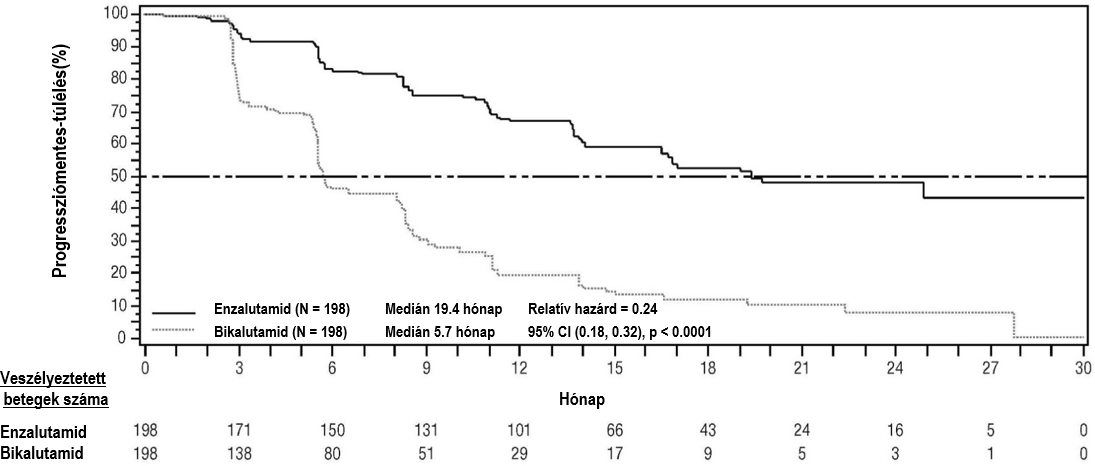 Progressziómentes-túlélés(%)
100
90
80
70
60
50
40
30
20
10
0
Enzalutamid (N = 198) Medián 19.4 hónap Relatív hazárd = 0.24
Bikalutamid (N = 198) Medián 5.7 hónap 95% CI (0.18, 0.32), p < 0.0001
0 3 6 9 12 15 18 21 24 27 30
Veszélyeztetett
betegek száma
Hónap
Enzalutamid 198 171 150 131 101 66 43 24 16 5 0
Bikalutamid 198 138 80 51 29 17 9 5 3 1 0